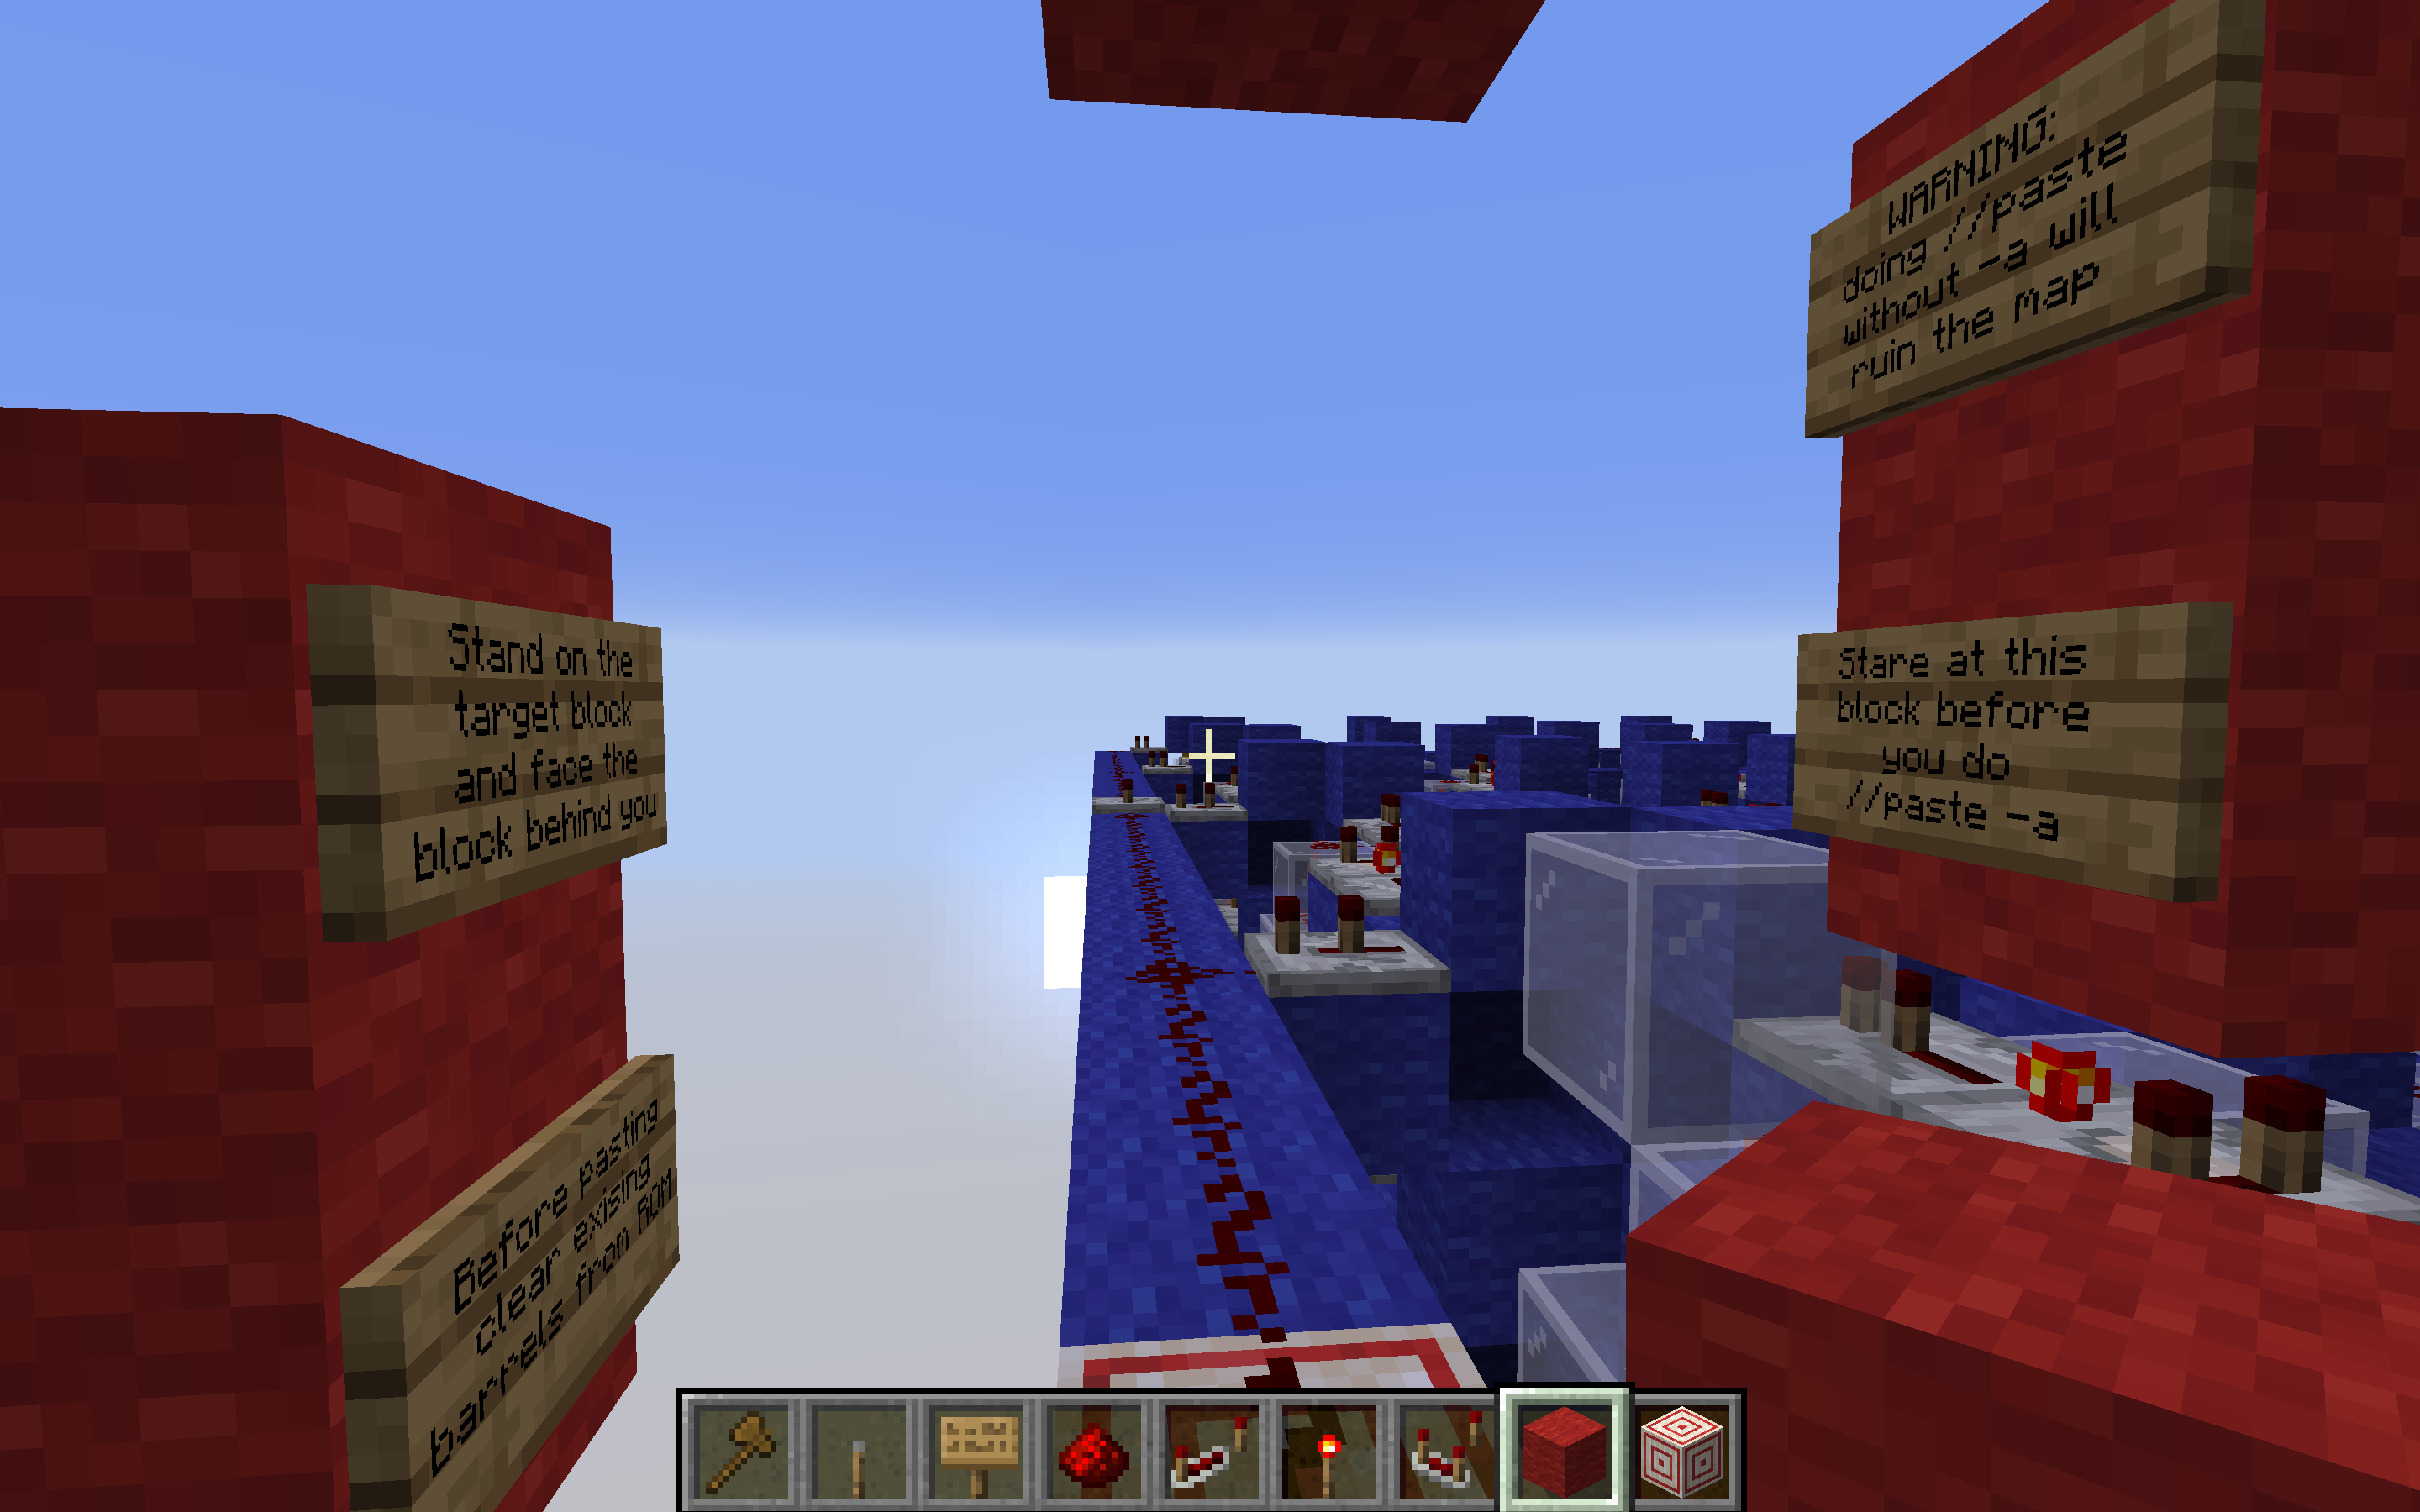 Stand on the
target block
and face the
block behind you
Before pasting
clear exising
barrels from ROM
WARNING:
doing //paste
without -a will
ruin the map
Stare at this
block before
you do
//paste -a